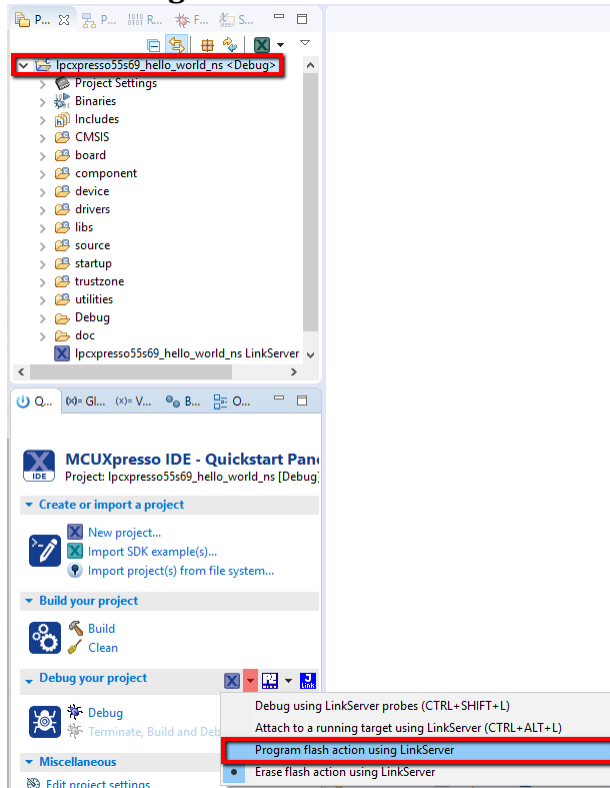 P... P... R... F... S...
lpcxpresso55s69_hello_world_ns <Debug>
Project Settings
Binaries
Includes
CMSIS
board
component
device
drivers
libs
source
startup
trustzone
utilities
Debug
doc
lpcxpresso55s69_hello_world_ns LinkServer
Q... (x)= Gl... (x)= V... B... O...
MCUXpresso IDE - Quickstart Pan
IDE
Project: lpcxpresso55s69_hello_world_ns [Debug]
Create or import a project
New project...
Import SDK example(s)...
Import project(s) from file system...
Build your project
Build
Clean
Debug your project
Debug
Terminate, Build and Deb
Debug using LinkServer probes (CTRL+SHIFT+L)
Attach to a running target using LinkServer (CTRL+ALT+L)
Program flash action using LinkServer
Erase flash action using LinkServer
Miscellaneous
Edit project settings